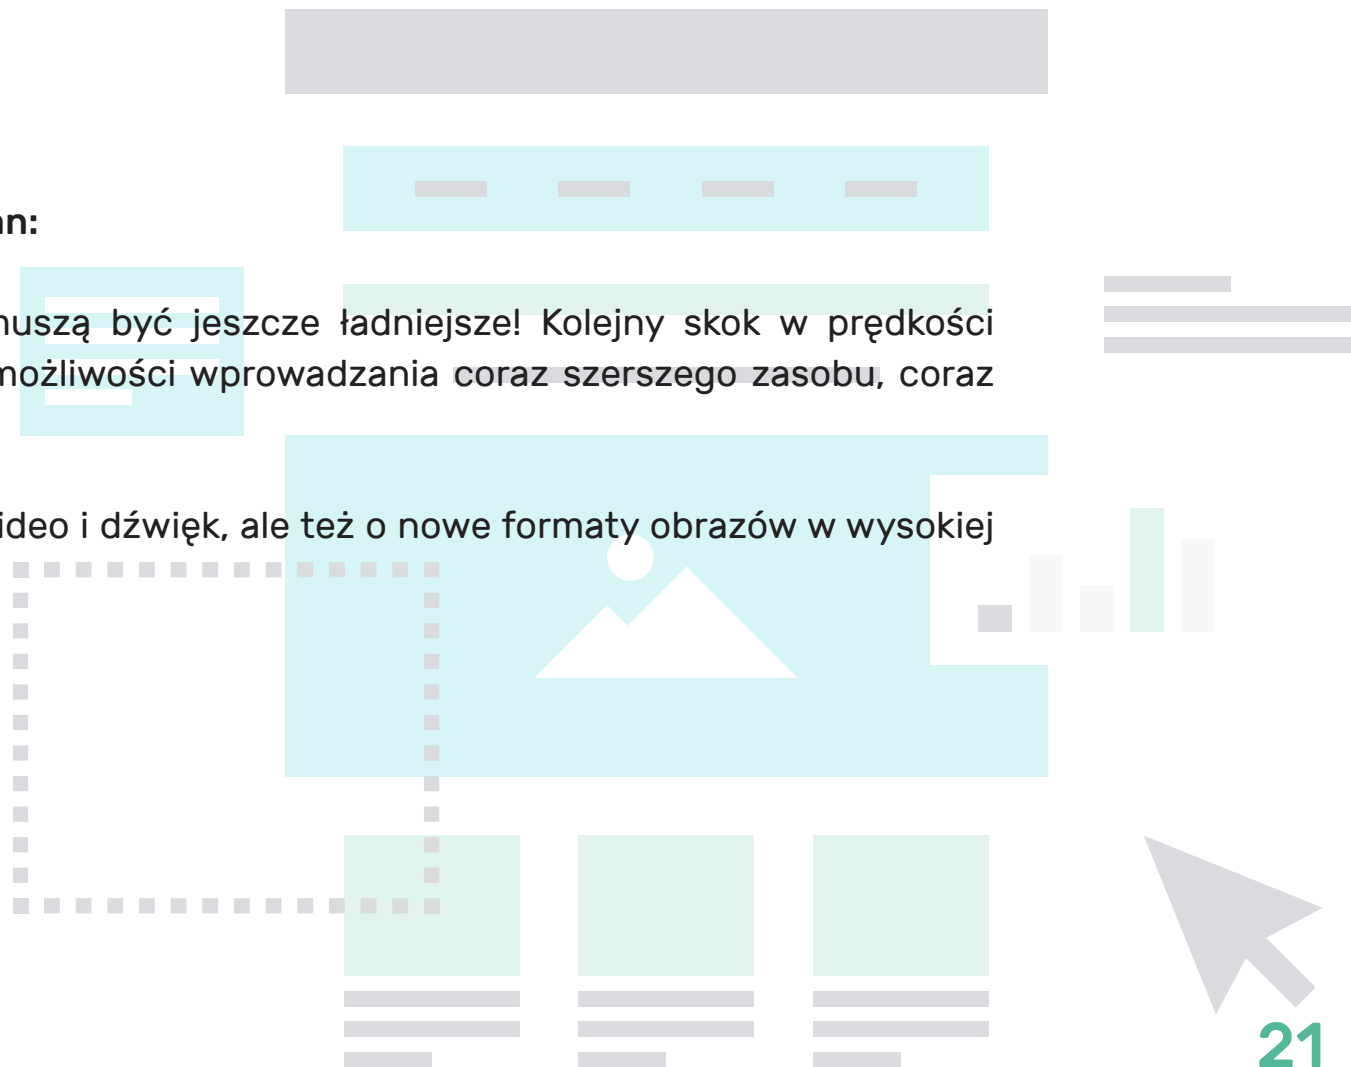 an:
muszą być jeszcze ładniejsze! Kolejny skok w prędkości
możliwości wprowadzania coraz szerszego zasobu, coraz
ideo i dźwięk, ale też o nowe formaty obrazów w wysokiej
21